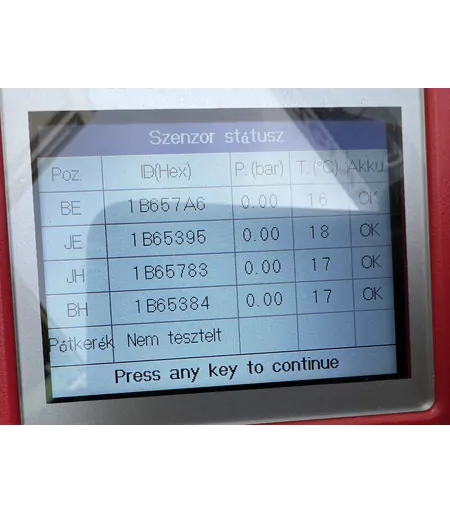 Szenzor státusz
Poz. ID(Hex) P.(bar) T.(°C) Akku.
BE 1B657A6 0.00 16 OK
JE 1B65395 0.00 18 OK
JH 1B65783 0.00 17 OK
BH 1B65384 0.00 17 OK
Pótkerék Nem tesztelt
Press any key to continue